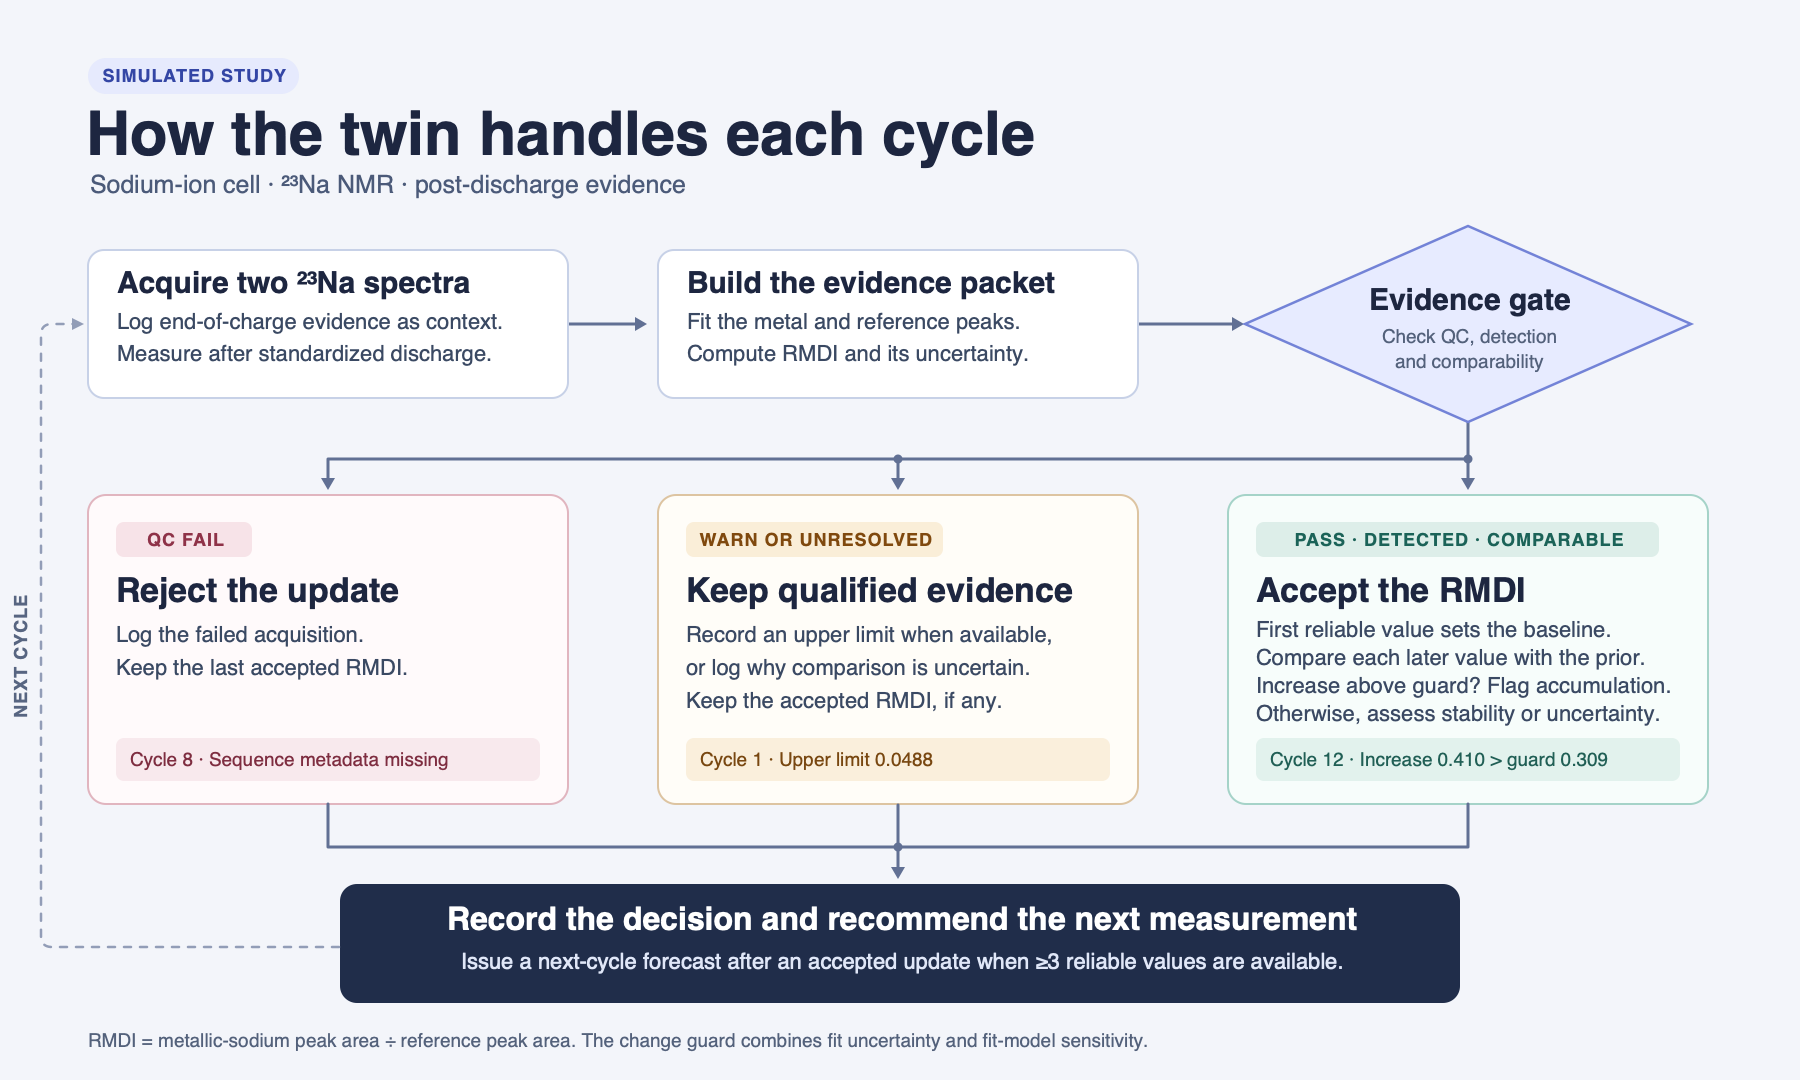 SIMULATED STUDY
How the twin handles each cycle
Sodium-ion cell · ²³Na NMR · post-discharge evidence
Acquire two ²³Na spectra
Log end-of-charge evidence as context.
Measure after standardized discharge.
Build the evidence packet
Fit the metal and reference peaks.
Compute RMDI and its uncertainty.
Evidence gate
Check QC, detection
and comparability
QC FAIL
Reject the update
Log the failed acquisition.
Keep the last accepted RMDI.
Cycle 8 · Sequence metadata missing
WARN OR UNRESOLVED
Keep qualified evidence
Record an upper limit when available,
or log why comparison is uncertain.
Keep the accepted RMDI, if any.
Cycle 1 · Upper limit 0.0488
PASS · DETECTED · COMPARABLE
Accept the RMDI
First reliable value sets the baseline.
Compare each later value with the prior.
Increase above guard? Flag accumulation.
Otherwise, assess stability or uncertainty.
Cycle 12 · Increase 0.410 > guard 0.309
NEXT CYCLE
Record the decision and recommend the next measurement
Issue a next-cycle forecast after an accepted update when ≥3 reliable values are available.
RMDI = metallic-sodium peak area ÷ reference peak area. The change guard combines fit uncertainty and fit-model sensitivity.